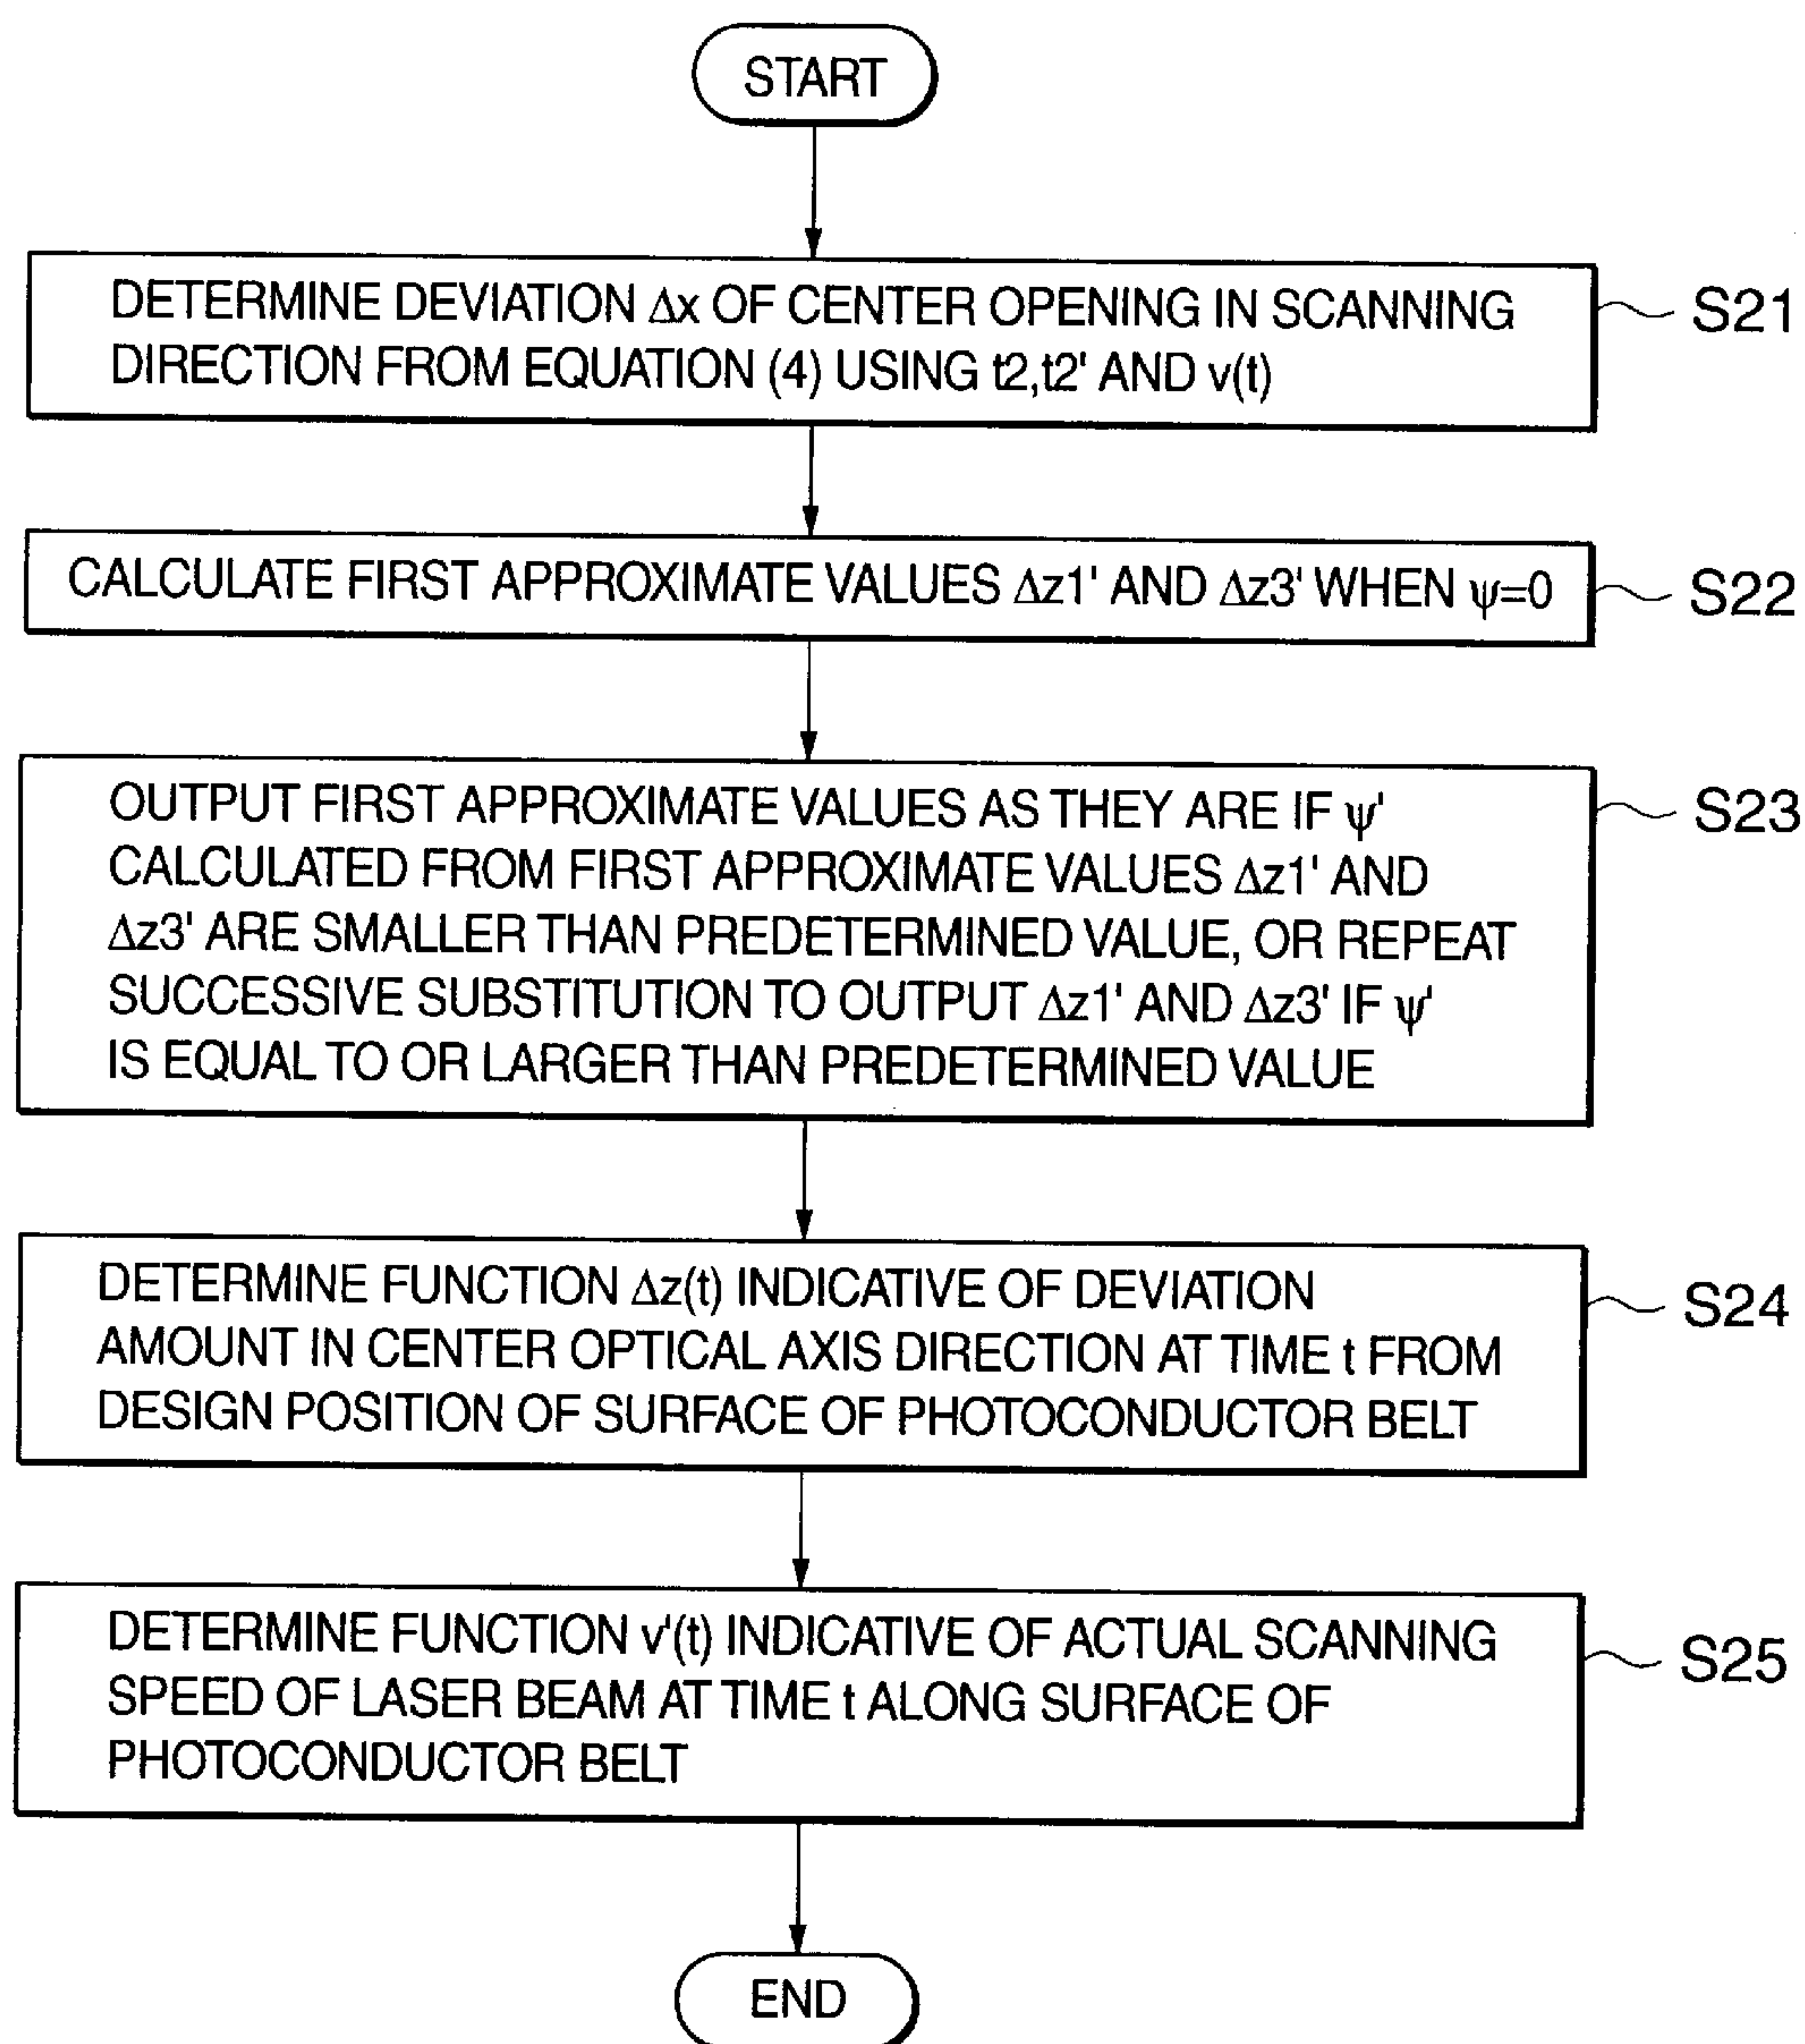 START
DETERMINE DEVIATION Δx OF CENTER OPENING IN SCANNING
DIRECTION FROM EQUATION (4) USING t2,t2' AND v(t)
S21
CALCULATE FIRST APPROXIMATE VALUES Δz1' AND Δz3' WHEN ψ=0
S22
OUTPUT FIRST APPROXIMATE VALUES AS THEY ARE IF ψ'
CALCULATED FROM FIRST APPROXIMATE VALUES Δz1' AND
Δz3' ARE SMALLER THAN PREDETERMINED VALUE, OR REPEAT
SUCCESSIVE SUBSTITUTION TO OUTPUT Δz1' AND Δz3' IF ψ'
IS EQUAL TO OR LARGER THAN PREDETERMINED VALUE
S23
DETERMINE FUNCTION Δz(t) INDICATIVE OF DEVIATION
AMOUNT IN CENTER OPTICAL AXIS DIRECTION AT TIME t FROM
DESIGN POSITION OF SURFACE OF PHOTOCONDUCTOR BELT
S24
DETERMINE FUNCTION v'(t) INDICATIVE OF ACTUAL SCANNING
SPEED OF LASER BEAM AT TIME t ALONG SURFACE OF
PHOTOCONDUCTOR BELT
S25
END